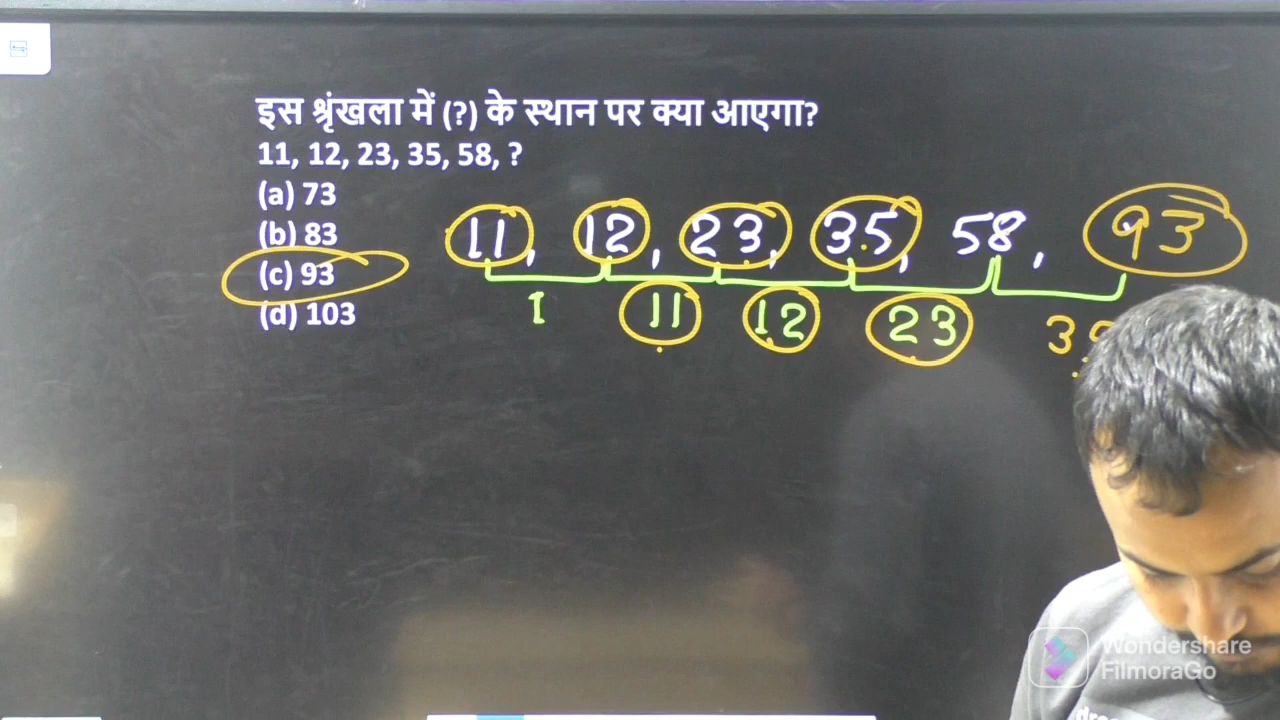 इस श्रृंखला में (?) के स्थान पर क्या आएगा?
11, 12, 23, 35, 58, ?
(a) 73
(b) 83
(c) 93
(d) 103
11, 12, 23, 35, 58, 93
1 11 12 23 3
Wondershare
FilmoraGo